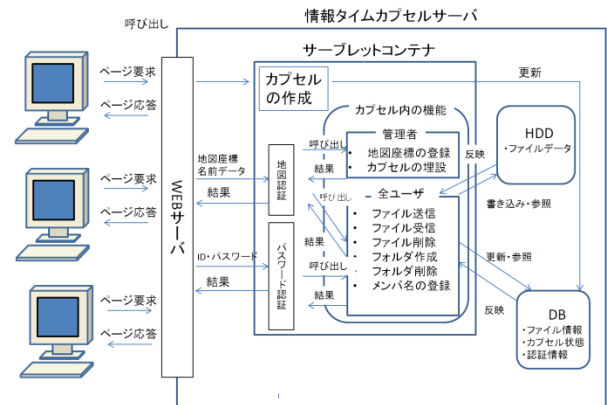 情報タイムカプセルサーバ
呼び出し
サーブレットコンテナ
ページ要求
ページ応答
カプセル
の作成
更新
カプセル内の機能
管理者
・ 地図座標の登録
・ カプセルの埋設
呼び出し
結果
反映
HDD
・ファイルデータ
地図座標
名前データ
結果
地図認証
WEBサーバ
ページ要求
ページ応答
呼び出し
結果
全ユーザ
・ ファイル送信
・ ファイル受信
・ ファイル削除
・ フォルダ作成
・ フォルダ削除
・ メンバ名の登録
書き込み・参照
更新・参照
反映
ID・パスワード
結果
パスワード認証
呼び出し
結果
ページ要求
ページ応答
DB
・ファイル情報
・カプセル状態
・認証情報